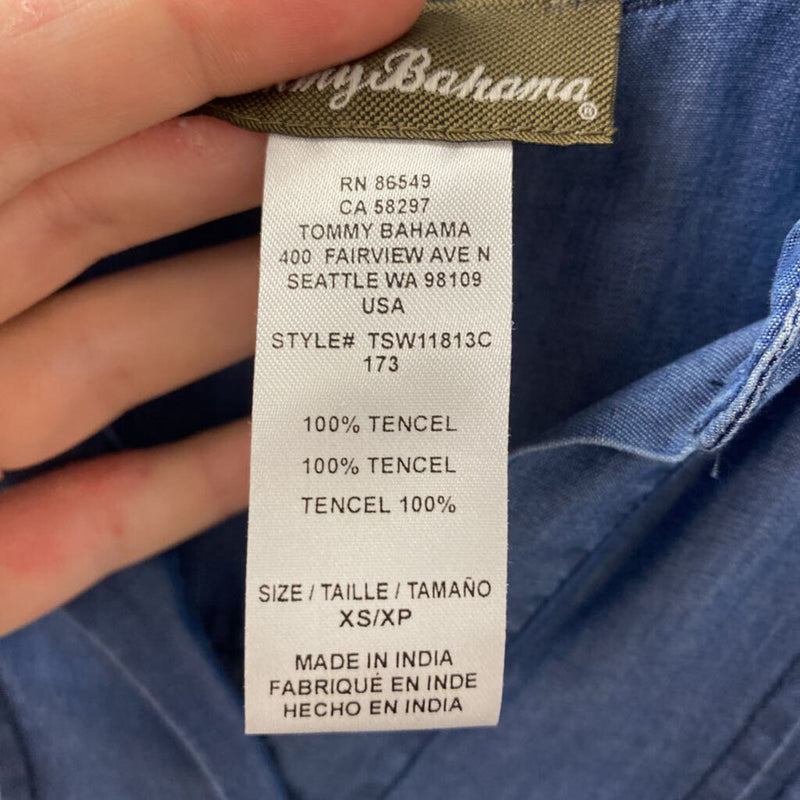 Bahama®
RN 86549
CA 58297
TOMMY BAHAMA
400 FAIRVIEW AVE N
SEATTLE WA 98109
USA
STYLE# TSW11813C
173
100% TENCEL
100% TENCEL
TENCEL 100%
SIZE / TAILLE / TAMAÑO
XS/XP
MADE IN INDIA
FABRIQUÉ EN INDE
HECHO EN INDIA